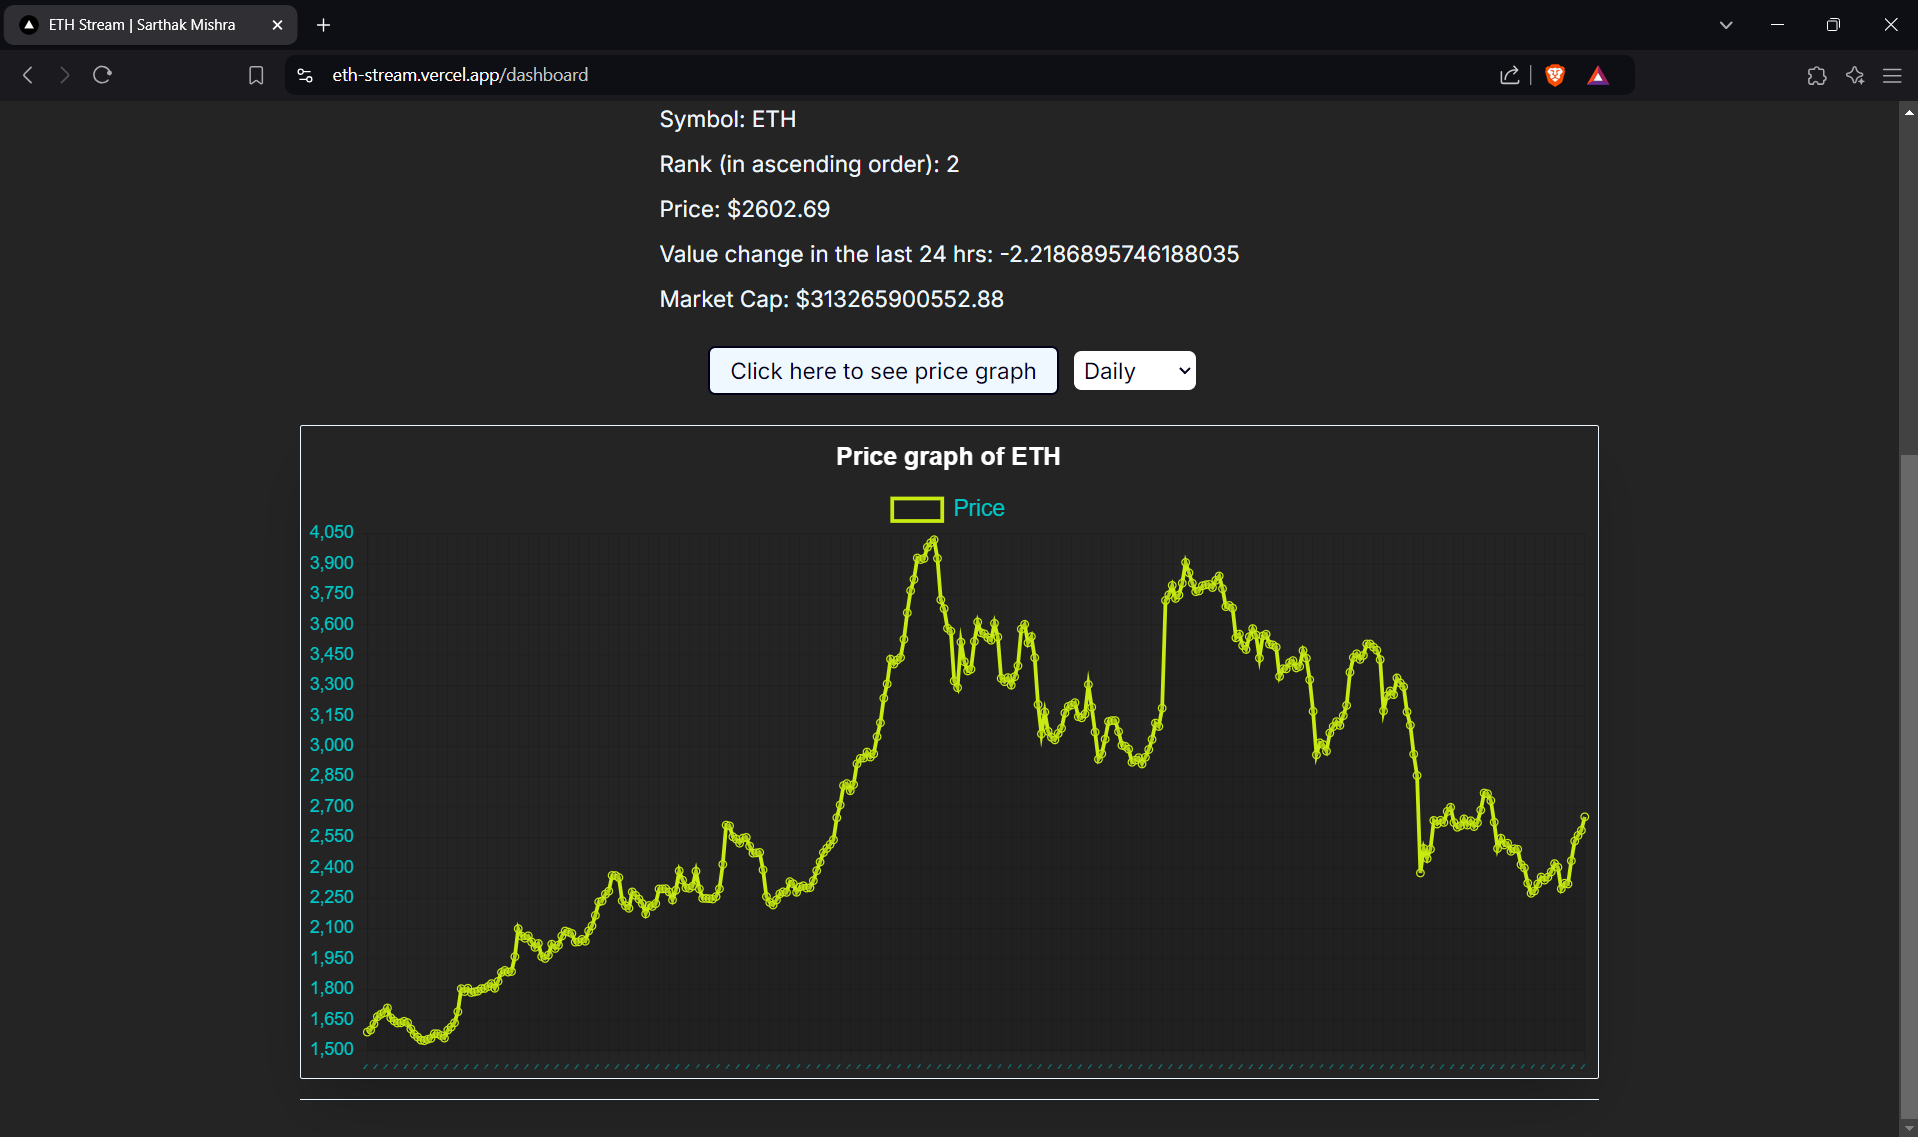 ETH Stream | Sarthak Mishra
eth-stream.vercel.app/dashboard
Symbol: ETH
Rank (in ascending order): 2
Price: $2602.69
Value change in the last 24 hrs: -2.2186895746188035
Market Cap: $313265900552.88
Click here to see price graph
Daily
Price graph of ETH
Price
4,050
3,900
3,750
3,600
3,450
3,300
3,150
3,000
2,850
2,700
2,550
2,400
2,250
2,100
1,950
1,800
1,650
1,500